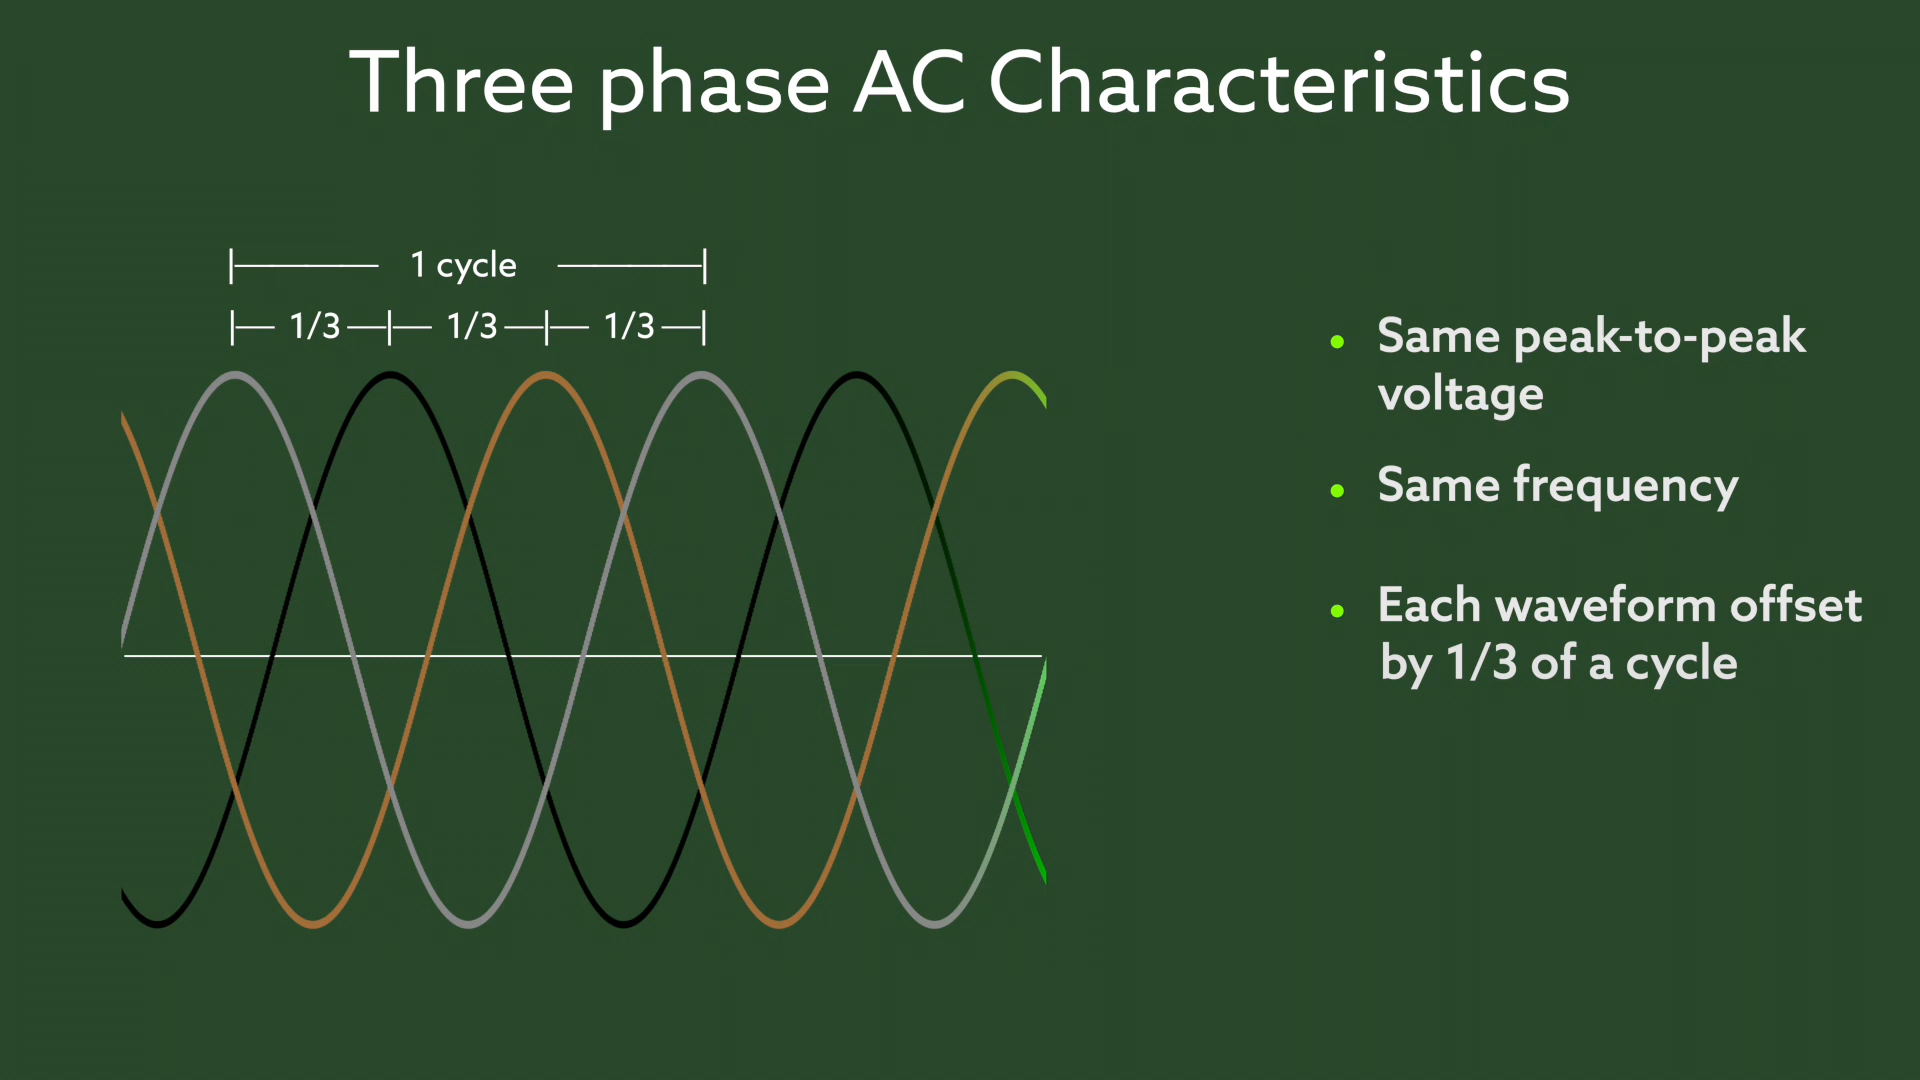 Three phase AC Characteristics
1 cycle
1/3 1/3 1/3
Same peak-to-peak
voltage
Same frequency
Each waveform offset
by 1/3 of a cycle